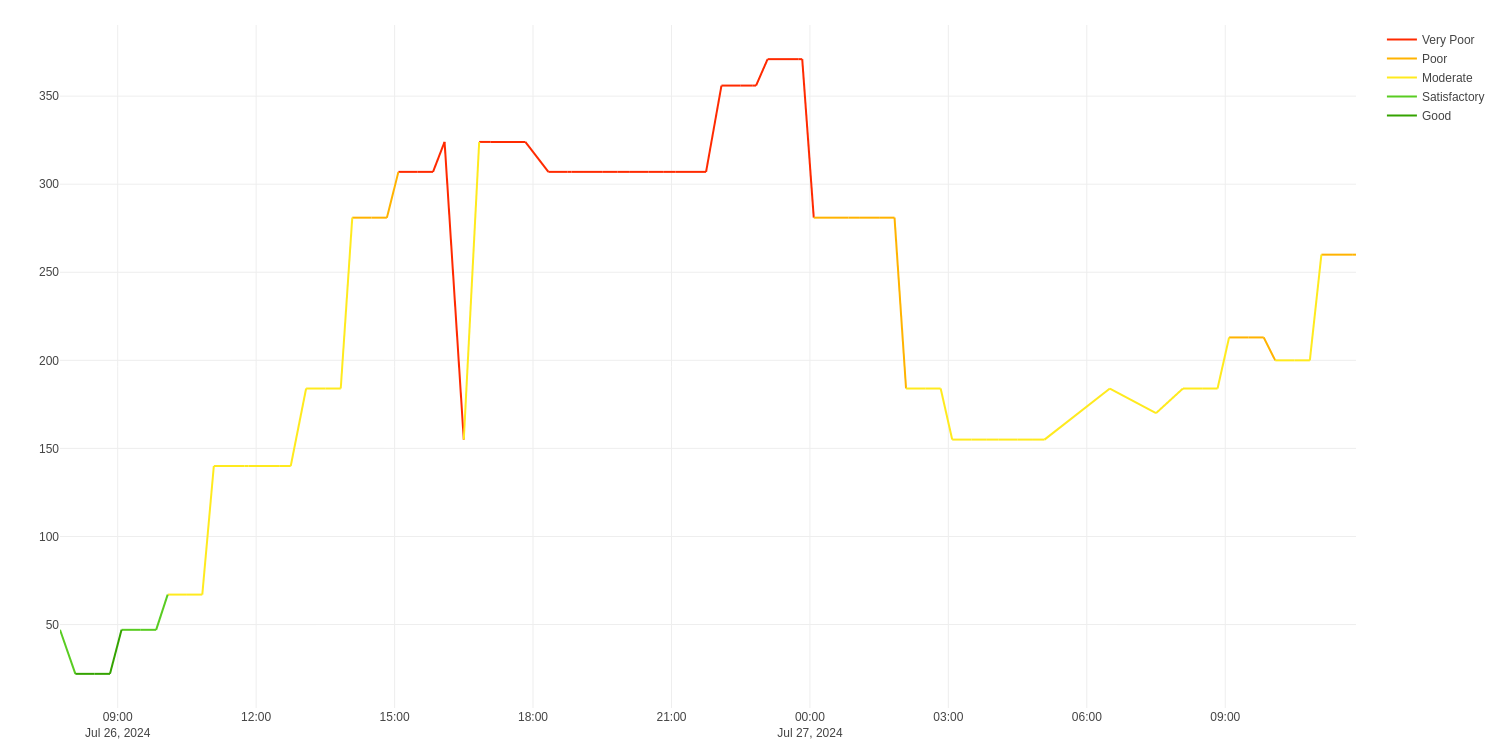 350
300
250
200
150
100
50
09:00
Jul 26, 2024
12:00
15:00
18:00
21:00
00:00
Jul 27, 2024
03:00
06:00
09:00
Very Poor
Poor
Moderate
Satisfactory
Good